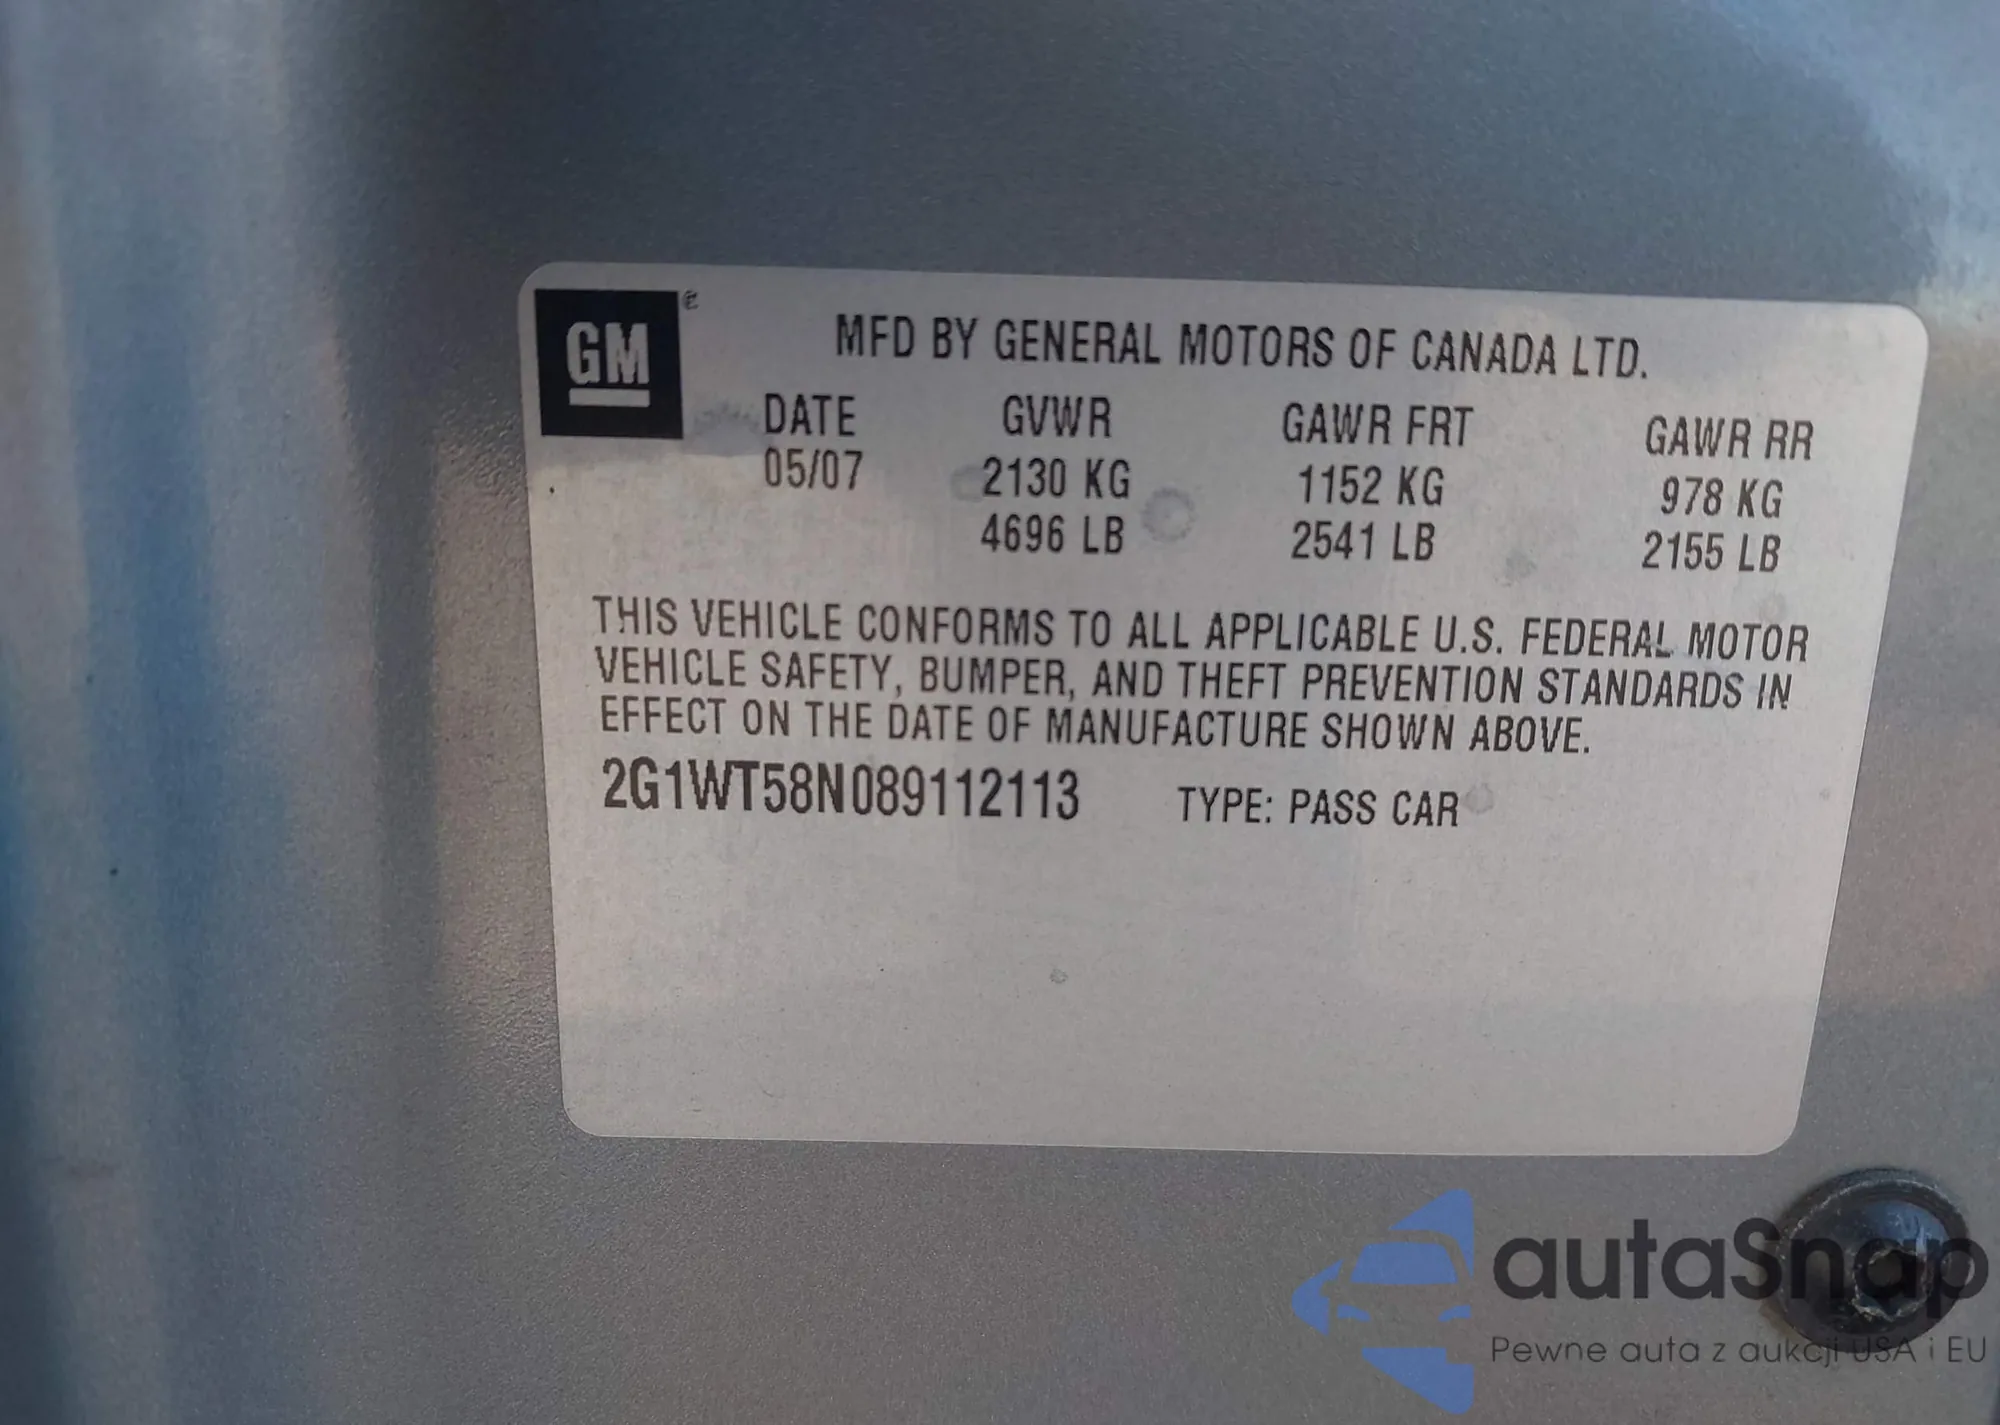 GM
MFD BY GENERAL MOTORS OF CANADA LTD.
DATE GVWR GAWR FRT GAWR RR
05/07 2130 KG 1152 KG 978 KG
4696 LB 2541 LB 2155 LB
THIS VEHICLE CONFORMS TO ALL APPLICABLE U.S. FEDERAL MOTOR
VEHICLE SAFETY, BUMPER, AND THEFT PREVENTION STANDARDS IN
EFFECT ON THE DATE OF MANUFACTURE SHOWN ABOVE.
2G1WT58N089112113 TYPE: PASS CAR
autaSnap
Pewne auta z aukcji USA i EU